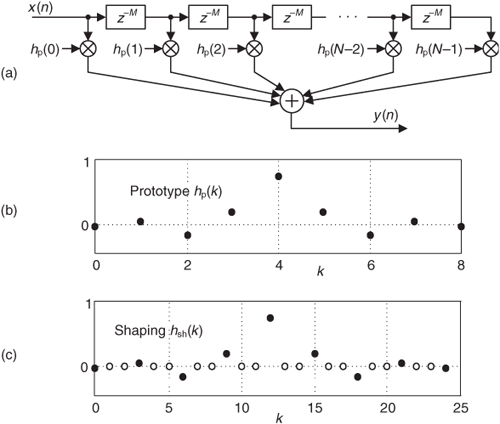 x(n)
z^−M z^−M z^−M · · · z^−M
hₚ(0) hₚ(1) hₚ(2) hₚ(N−2) hₚ(N−1)
(a)
+
y(n)
(b)
1
0
Prototype hₚ(k)
0 2 4 6 8
k
(c)
1
0
Shaping hₛₕ(k)
0 5 10 15 20 25
k